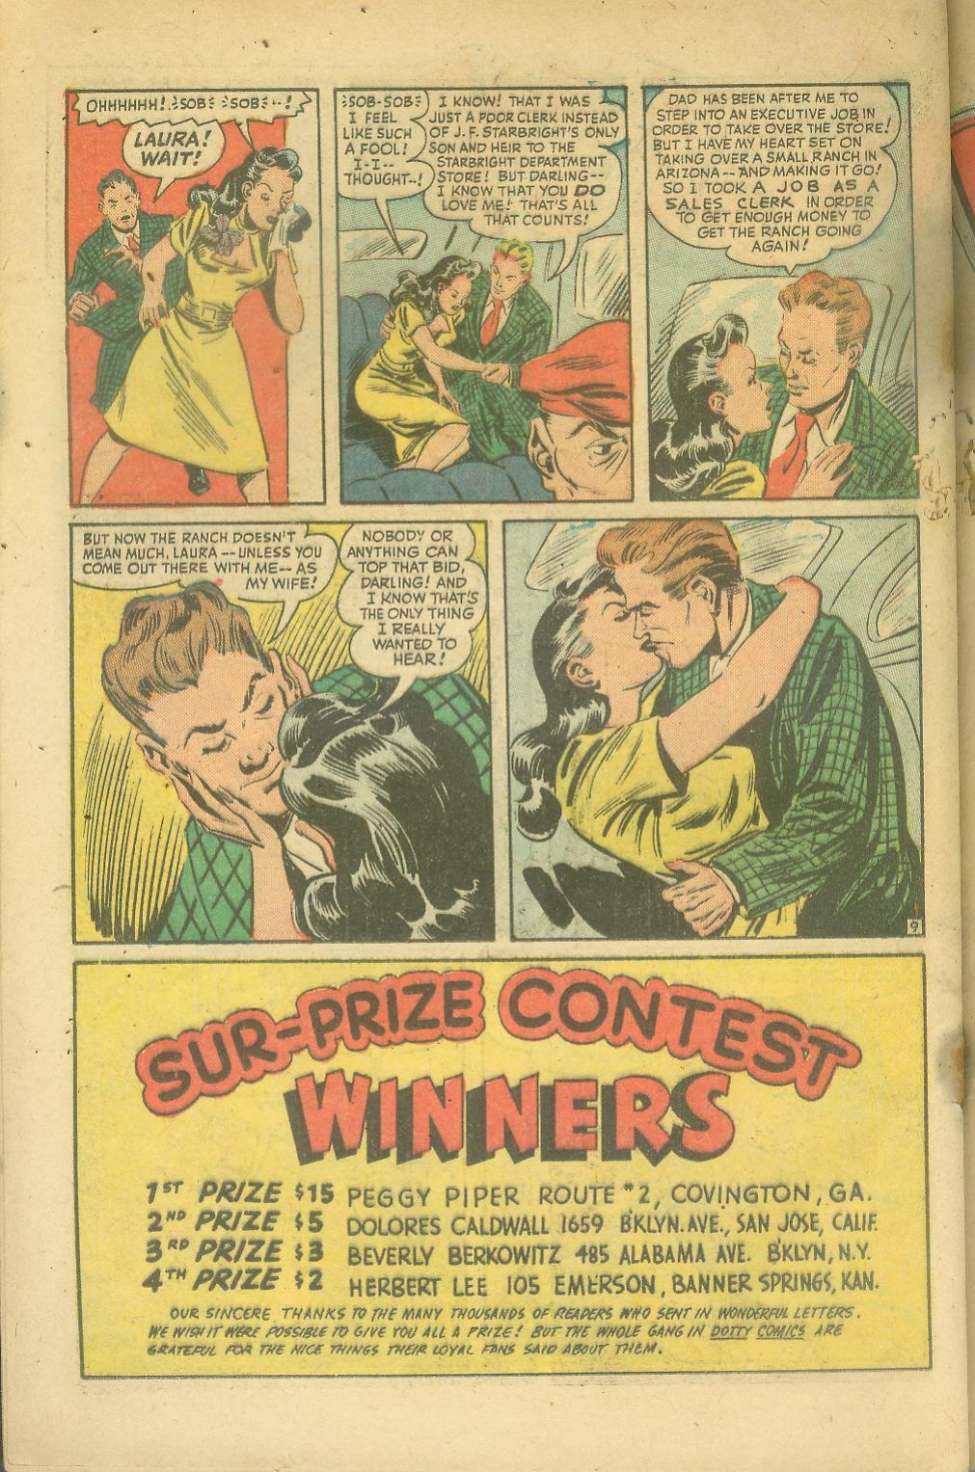 OHHHHHH! SOB SOB--!
LAURA!
WAIT!
SOB-SOB
I FEEL
LIKE SUCH
A FOOL!
I-I--
THOUGHT--!
I KNOW! THAT I WAS
JUST A POOR CLERK INSTEAD
OF J.F. STARBRIGHT'S ONLY
SON AND HEIR TO THE
STARBRIGHT DEPARTMENT
STORE! BUT DARLING--
I KNOW THAT YOU DO
LOVE ME! THAT'S ALL
THAT COUNTS!
DAD HAS BEEN AFTER ME TO
STEP INTO AN EXECUTIVE JOB IN
ORDER TO TAKE OVER THE STORE!
BUT I HAVE MY HEART SET ON
TAKING OVER A SMALL RANCH IN
ARIZONA--AND MAKING IT GO!
SO I TOOK A JOB AS A
SALES CLERK IN ORDER
TO GET ENOUGH MONEY TO
GET THE RANCH GOING
AGAIN!
BUT NOW THE RANCH DOESN'T
MEAN MUCH, LAURA--UNLESS YOU
COME OUT THERE WITH ME--AS
MY WIFE!
NOBODY OR
ANYTHING CAN
TOP THAT BID,
DARLING! AND
I KNOW THAT'S
THE ONLY THING
I REALLY
WANTED TO
HEAR!
9
SUR-PRIZE CONTEST
WINNERS
1ST PRIZE $15 PEGGY PIPER ROUTE #2, COVINGTON, GA.
2ND PRIZE $5 DOLORES CALDWALL 1659 B'KLYN. AVE., SAN JOSE, CALIF.
3RD PRIZE $3 BEVERLY BERKOWITZ 485 ALABAMA AVE. B'KLYN, N.Y.
4TH PRIZE $2 HERBERT LEE 105 EMERSON, BANNER SPRINGS, KAN.
OUR SINCERE THANKS TO THE MANY THOUSANDS OF READERS WHO SENT IN WONDERFUL LETTERS.
WE WISH IT WERE POSSIBLE TO GIVE YOU ALL A PRIZE! BUT THE WHOLE GANG IN DOTTY COMICS ARE
GRATEFUL FOR THE NICE THINGS THEIR LOYAL FANS SAID ABOUT THEM.